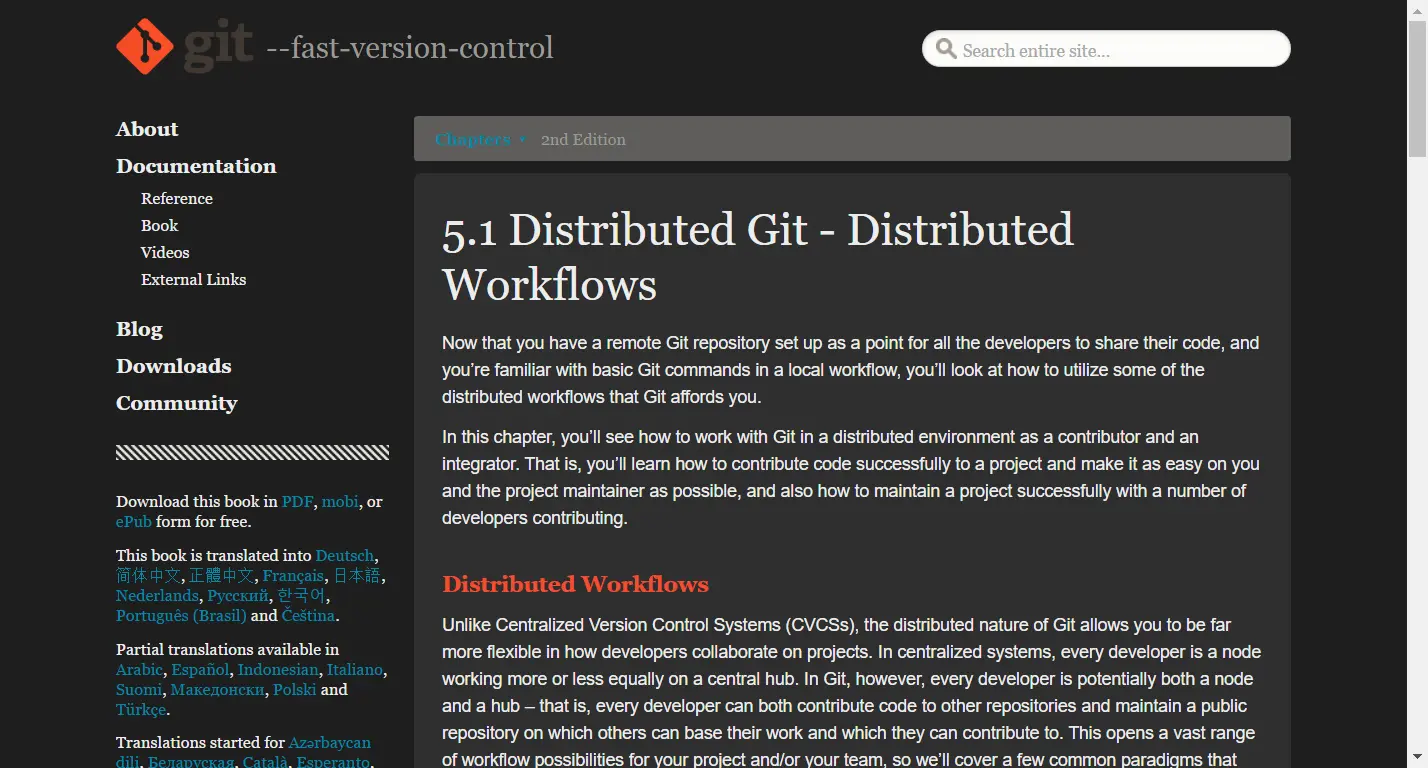 git --fast-version-control
Search entire site...
About
Documentation
Reference
Book
Videos
External Links
Blog
Downloads
Community
Download this book in PDF, mobi, or
ePub form for free.
This book is translated into Deutsch,
简体中文, 正體中文, Français, 日本語,
Nederlands, Русский, 한국어,
Português (Brasil) and Čeština.
Partial translations available in
Arabic, Español, Indonesian, Italiano,
Suomi, Македонски, Polski and
Türkçe.
Translations started for Azərbaycan
dili, Беларуская, Català, Esperanto,
Chapters ▾ 2nd Edition
5.1 Distributed Git - Distributed
Workflows
Now that you have a remote Git repository set up as a point for all the developers to share their code, and
you’re familiar with basic Git commands in a local workflow, you’ll look at how to utilize some of the
distributed workflows that Git affords you.
In this chapter, you’ll see how to work with Git in a distributed environment as a contributor and an
integrator. That is, you’ll learn how to contribute code successfully to a project and make it as easy on you
and the project maintainer as possible, and also how to maintain a project successfully with a number of
developers contributing.
Distributed Workflows
Unlike Centralized Version Control Systems (CVCSs), the distributed nature of Git allows you to be far
more flexible in how developers collaborate on projects. In centralized systems, every developer is a node
working more or less equally on a central hub. In Git, however, every developer is potentially both a node
and a hub – that is, every developer can both contribute code to other repositories and maintain a public
repository on which others can base their work and which they can contribute to. This opens a vast range
of workflow possibilities for your project and/or your team, so we’ll cover a few common paradigms that